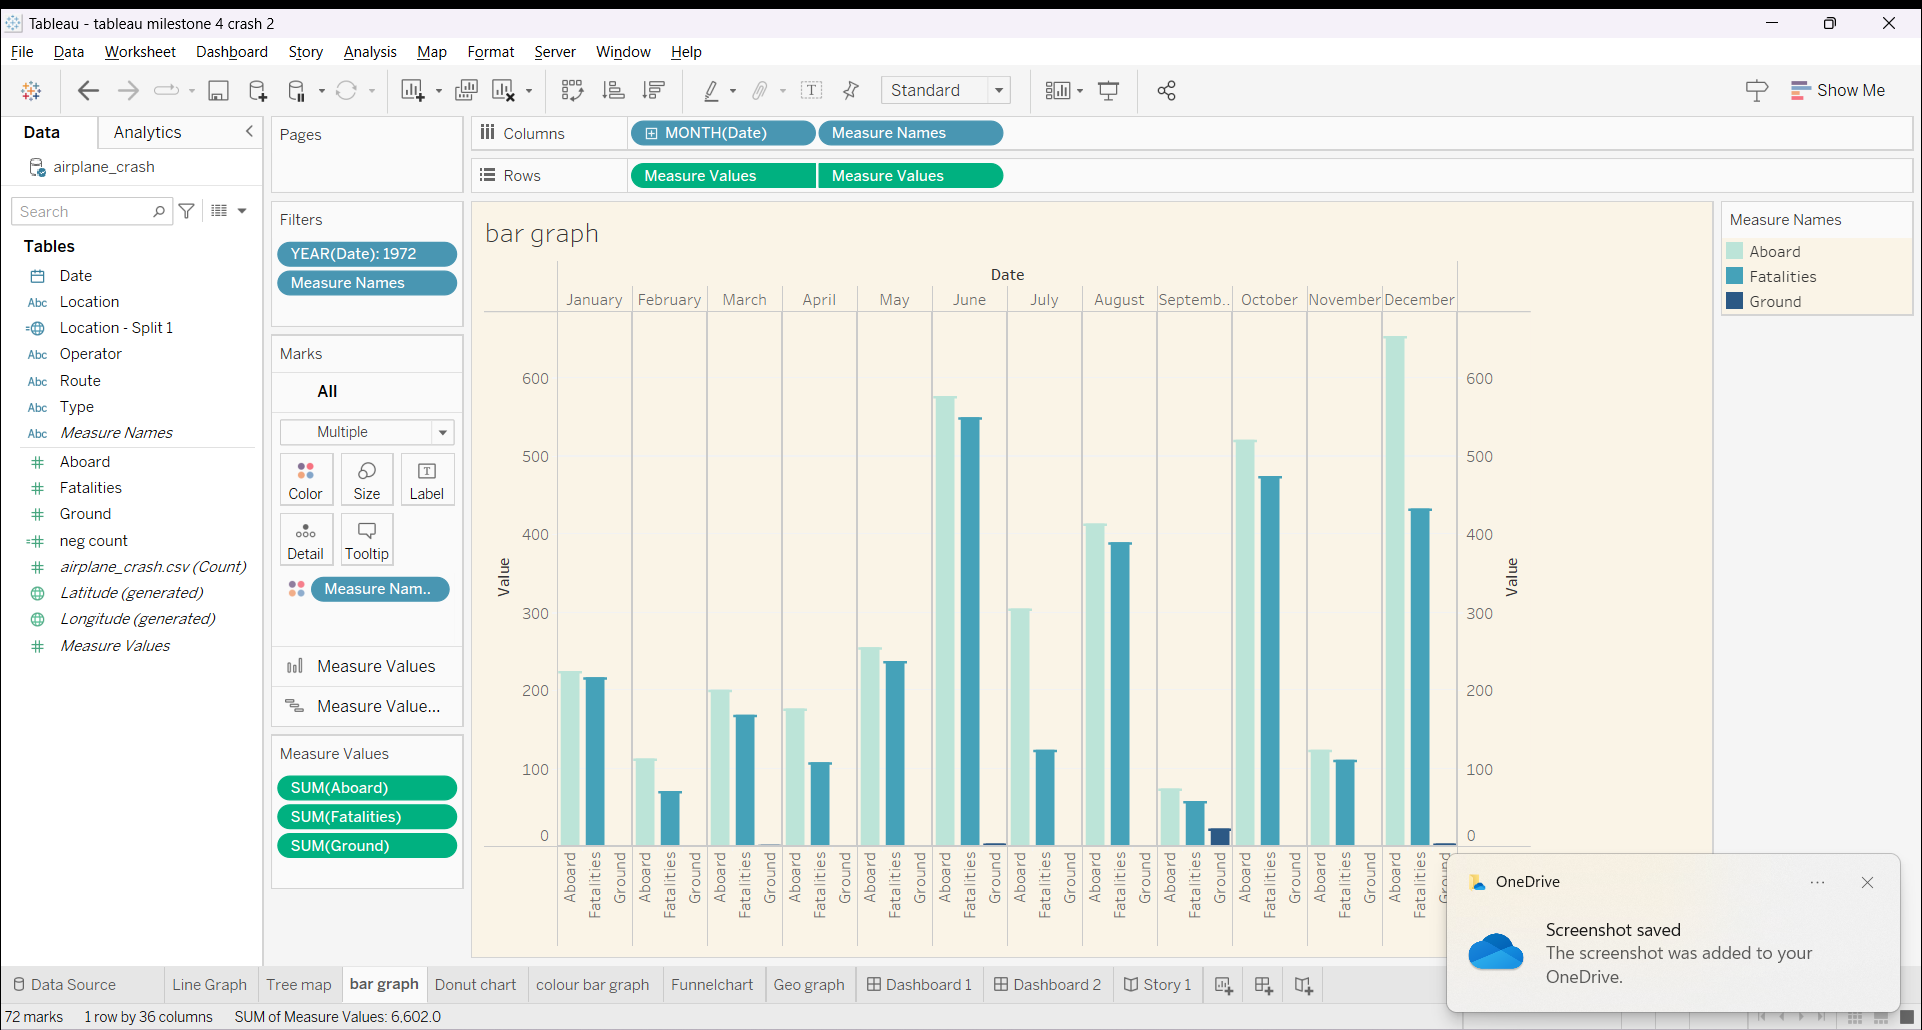 Tableau - tableau milestone 4 crash 2
File Data Worksheet Dashboard Story Analysis Map Format Server Window Help
Standard
Show Me
Data Analytics
airplane_crash
Search
Tables
Date
Abc Location
Location - Split 1
Abc Operator
Abc Route
Abc Type
Abc Measure Names
Aboard
Fatalities
Ground
neg count
airplane_crash.csv (Count)
Latitude (generated)
Longitude (generated)
Measure Values
Pages
Filters
YEAR(Date): 1972
Measure Names
Marks
All
Multiple
Color Size Label
Detail Tooltip
Measure Nam..
Measure Values
Measure Value...
Measure Values
SUM(Aboard)
SUM(Fatalities)
SUM(Ground)
Columns MONTH(Date) Measure Names
Rows Measure Values Measure Values
bar graph
Date
January February March April May June July August Septemb.. October November December
600 600
500 500
400 400
Value Value
300 300
200 200
100 100
0 0
Aboard Fatalities Ground Aboard Fatalities Ground Aboard Fatalities Ground Aboard Fatalities Ground Aboard Fatalities Ground Aboard Fatalities Ground Aboard Fatalities Ground Aboard Fatalities Ground Aboard Fatalities Ground Aboard Fatalities Ground Aboard Fatalities Ground Aboard Fatalities
Measure Names
Aboard
Fatalities
Ground
OneDrive
Screenshot saved
The screenshot was added to your
OneDrive.
Data Source Line Graph Tree map bar graph Donut chart colour bar graph Funnelchart Geo graph Dashboard 1 Dashboard 2 Story 1
72 marks 1 row by 36 columns SUM of Measure Values: 6,602.0